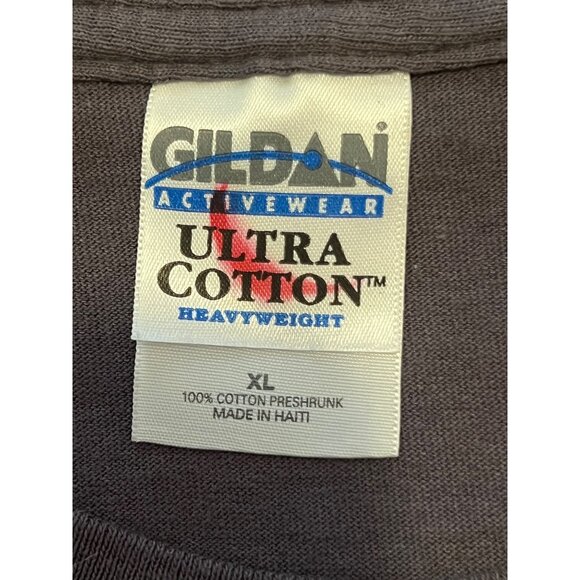 GILDAN®
ACTIVEWEAR
ULTRA
COTTON™
HEAVYWEIGHT
XL
100% COTTON PRESHRUNK
MADE IN HAITI